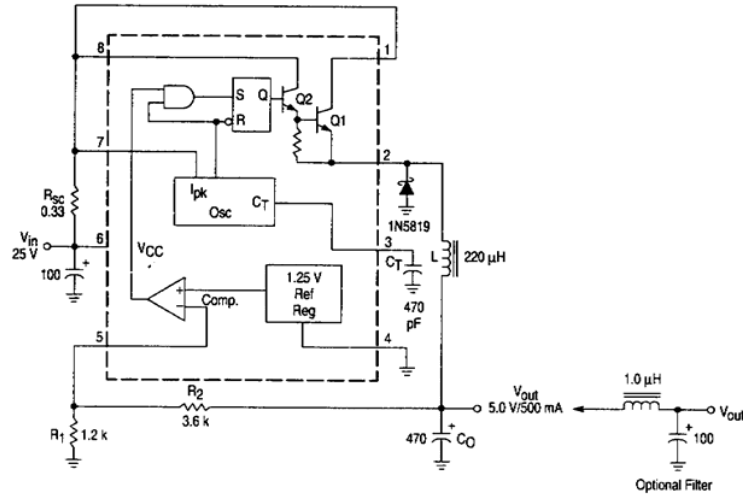 8
1
S Q
Q2
R
Q1
7
2
Ipk
CT
Osc
Rsc
0.33
1N5819
Vin
25 V
6
VCC
3
CT
L
220 µH
100
+
470
pF
1.25 V
Ref
Reg
+
Comp.
−
5
4
R2
3.6 k
Vout
5.0 V/500 mA
1.0 µH
Vout
R1
1.2 k
470
+
CO
+
100
Optional Filter